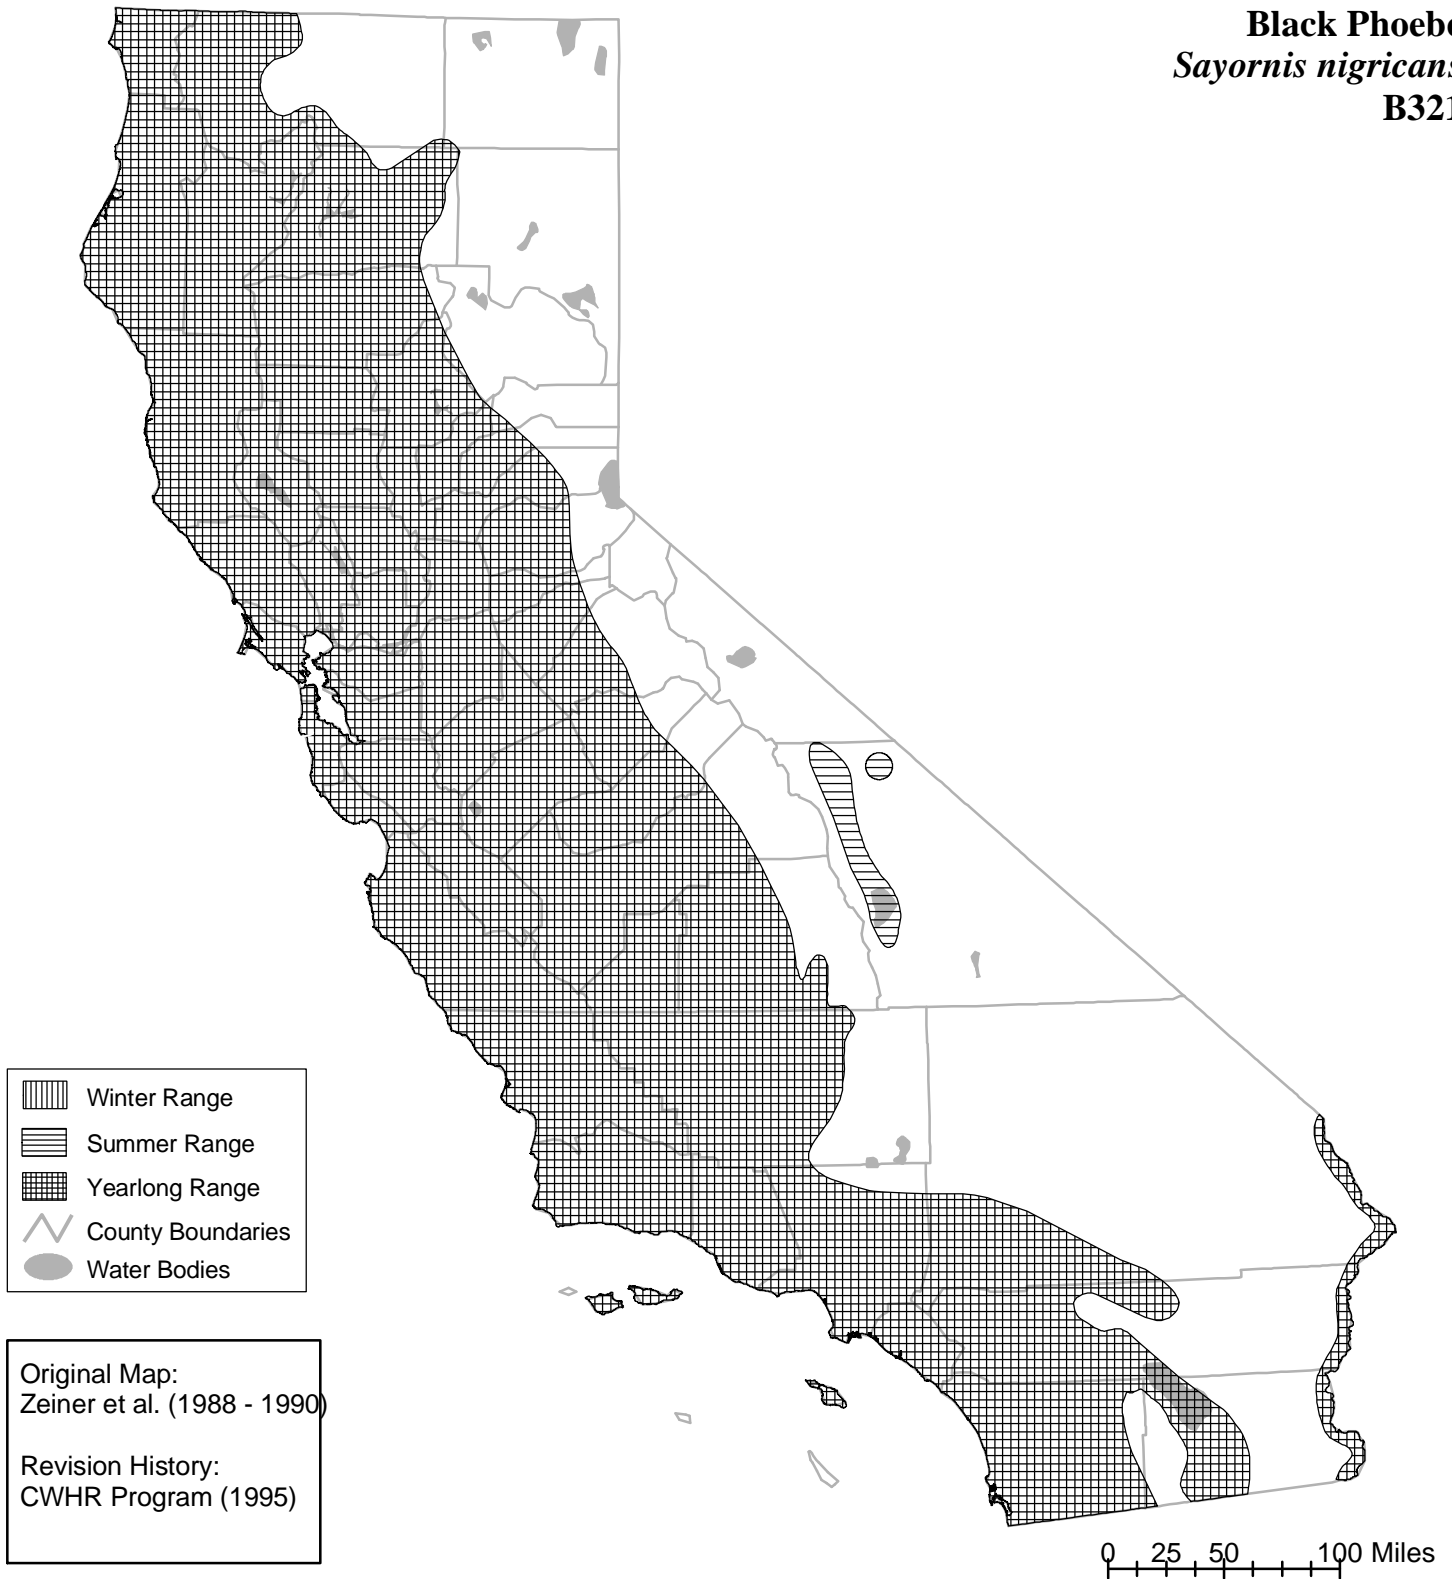 Black Phoebe
Sayornis nigricans
B321
Winter Range
Summer Range
Yearlong Range
County Boundaries
Water Bodies
Original Map:
Zeiner et al. (1988 - 1990)
Revision History:
CWHR Program (1995)
0 25 50 100 Miles